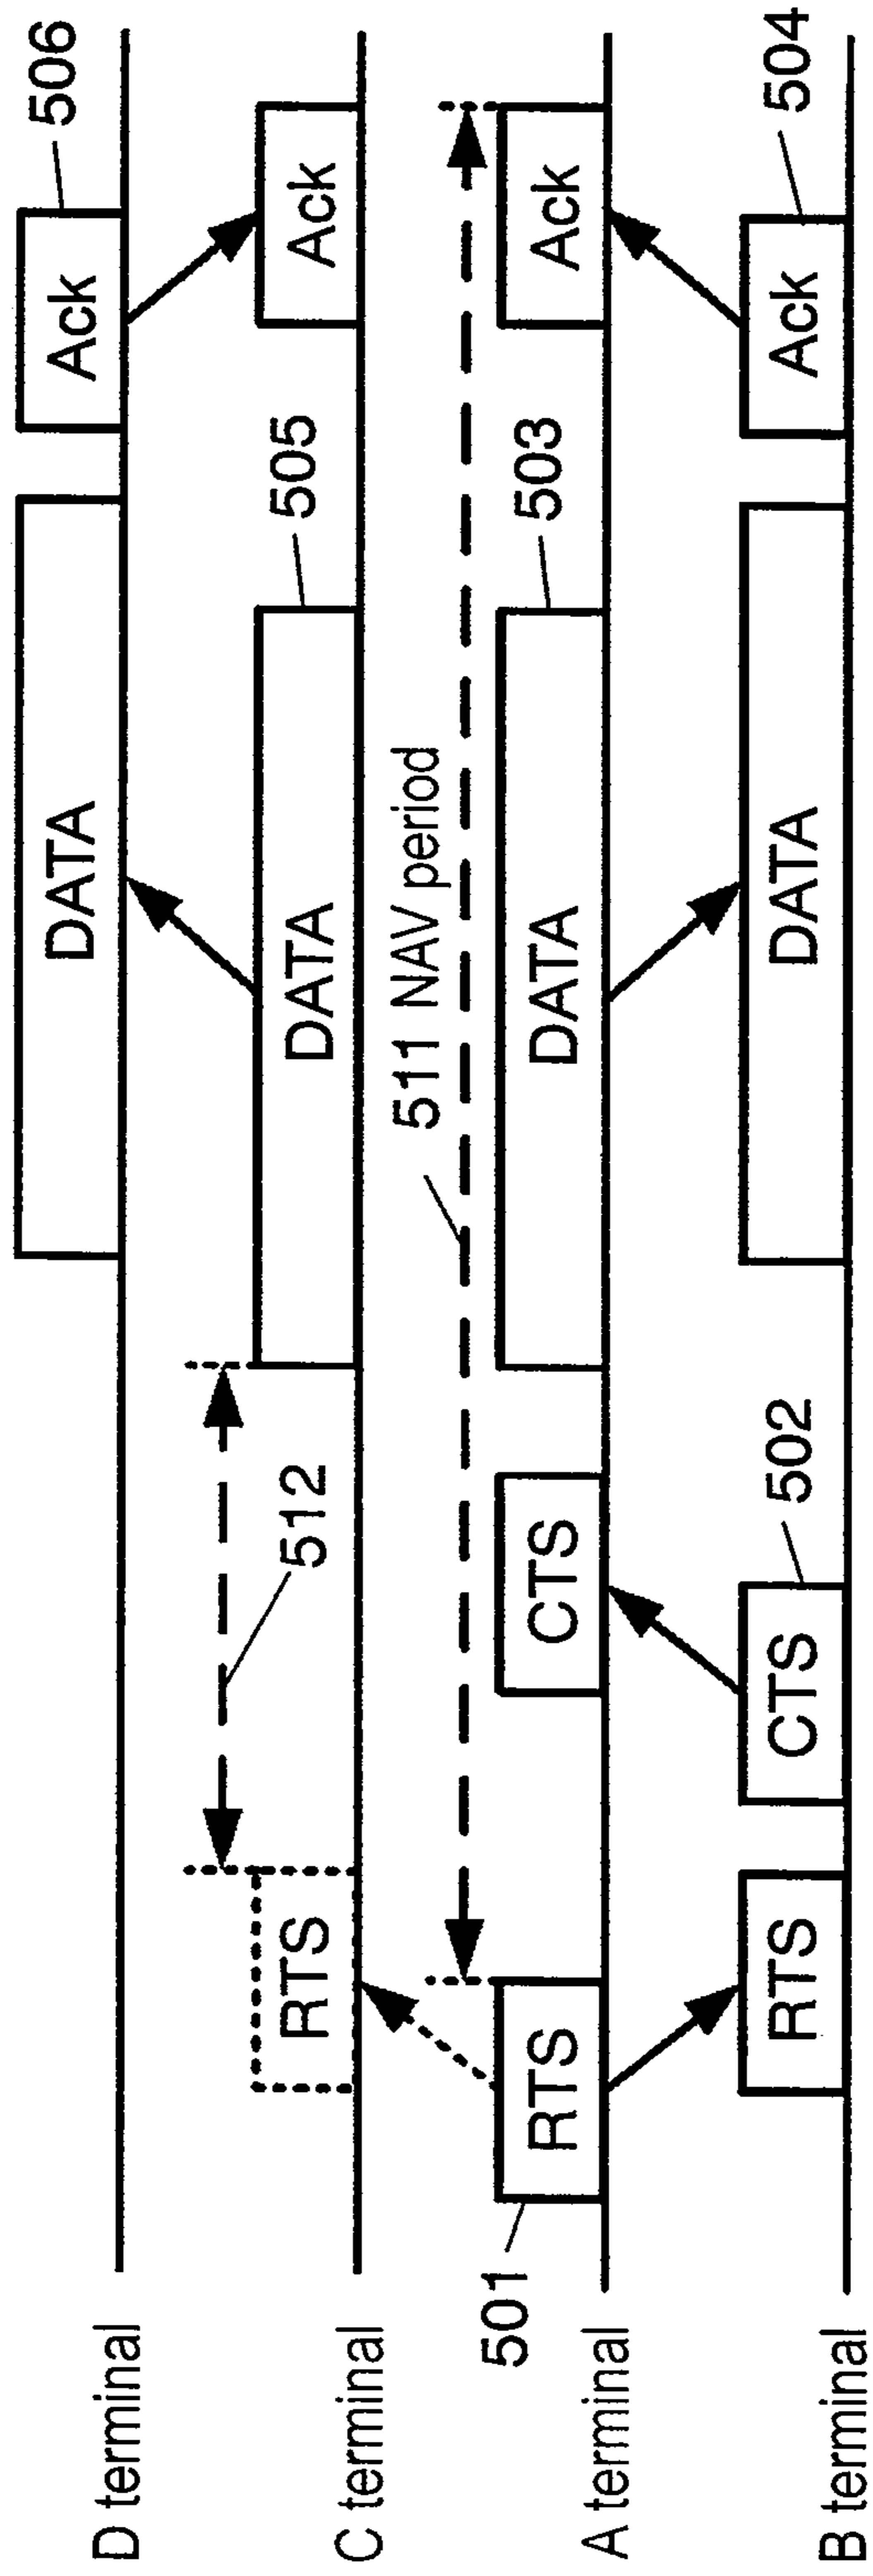 D terminal
DATA
Ack
506
C terminal
RTS
512
DATA
505
Ack
511 NAV period
A terminal
501
RTS
CTS
DATA
503
Ack
B terminal
RTS
CTS
502
DATA
Ack
504